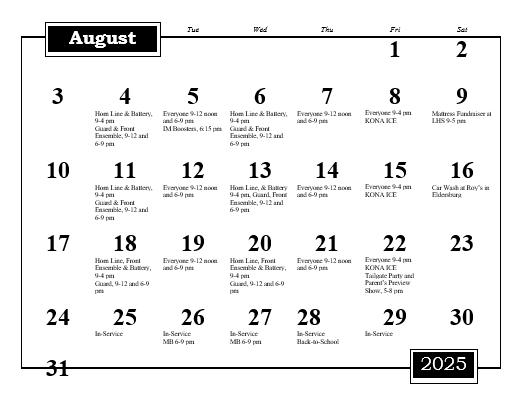 August
Tue Wed Thu Fri Sat
1 2
3 4 5 6 7 8 9
Horn Line & Battery,
9-4 pm
Guard & Front
Ensemble, 9-12 and
6-9 pm
Everyone 9-12 noon
and 6-9 pm
IM Boosters, 6:15 pm
Horn Line & Battery,
9-4 pm
Guard & Front
Ensemble, 9-12 and
6-9 pm
Everyone 9-12 noon
and 6-9 pm
Everyone 9-4 pm
KONA ICE
Mattress Fundraiser at
LHS 9-5 pm
10 11 12 13 14 15 16
Horn Line & Battery,
9-4 pm
Guard & Front
Ensemble, 9-12 and
6-9 pm
Everyone 9-12 noon
and 6-9 pm
Horn Line, & Battery
9-4 pm, Guard, Front
Ensemble, 9-12 and
6-9 pm
Everyone 9-12 noon
and 6-9 pm
Everyone 9-4 pm
KONA ICE
Car Wash at Roy's in
Eldersburg
17 18 19 20 21 22 23
Horn Line, Front
Ensemble & Battery,
9-4 pm
Guard, 9-12 and 6-9
pm
Everyone 9-12 noon
and 6-9 pm
Horn Line, Front
Ensemble & Battery,
9-4 pm
Guard, 9-12 and 6-9
pm
Everyone 9-12 noon
and 6-9 pm
Everyone 9-4 pm
KONA ICE
Tailgate Party and
Parent's Preview
Show, 5-8 pm
24 25 26 27 28 29 30
In-Service
In-Service
MB 6-9 pm
In-Service
MB 6-9 pm
In-Service
Back-to-School
In-Service
31
2025